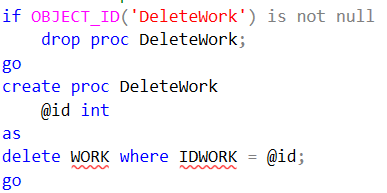 if OBJECT_ID('DeleteWork') is not null
    drop proc DeleteWork;
go
create proc DeleteWork
    @id int
as
delete WORK where IDWORK = @id;
go